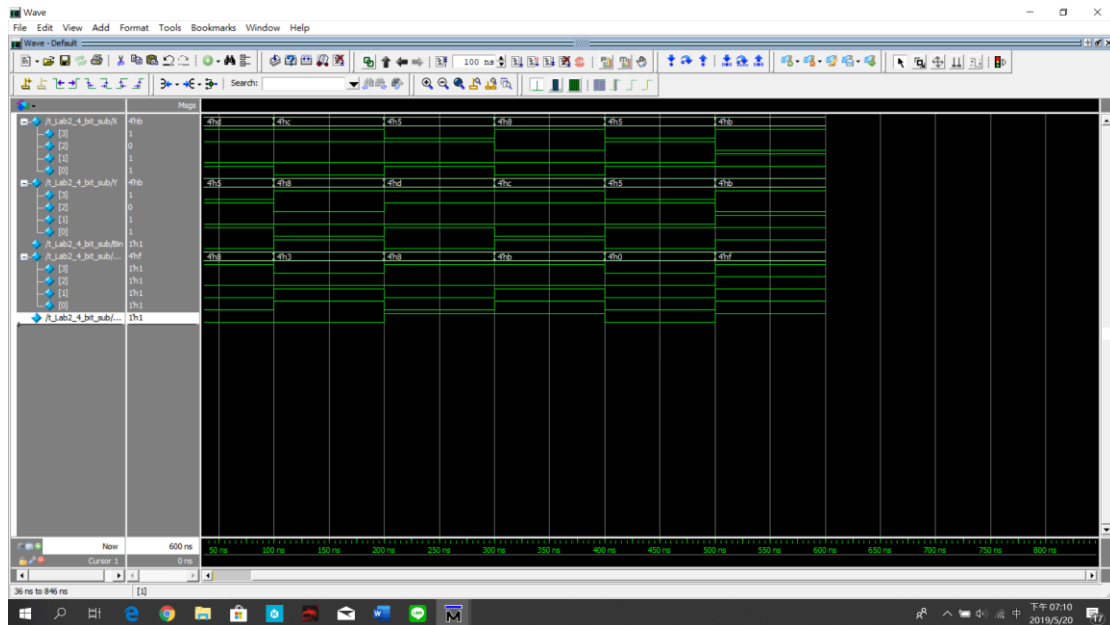 Wave
File Edit View Add Format Tools Bookmarks Window Help
Wave - Default
100 ns
Search:
Msgs
/t_Lab2_4_bit_sub/X 4'hb 4'hd 4'hc 4'h5 4'h8 4'h5 4'hb
[3] 1
[2] 0
[1] 1
[0] 1
/t_Lab2_4_bit_sub/Y 4'hb 4'h5 4'h8 4'hd 4'hc 4'h5 4'hb
[3] 1
[2] 0
[1] 1
[0] 1
/t_Lab2_4_bit_sub/Bin 1'h1
/t_Lab2_4_bit_sub/... 4'hf 4'h8 4'h3 4'h8 4'hb 4'h0 4'hf
[3] 1'h1
[2] 1'h1
[1] 1'h1
[0] 1'h1
/t_Lab2_4_bit_sub/... 1'h1
Now 600 ns 50 ns 100 ns 150 ns 200 ns 250 ns 300 ns 350 ns 400 ns 450 ns 500 ns 550 ns 600 ns 650 ns 700 ns 750 ns 800 ns
Cursor 1 0 ns
36 ns to 846 ns [1]
中 下午 07:10
2019/5/20 17